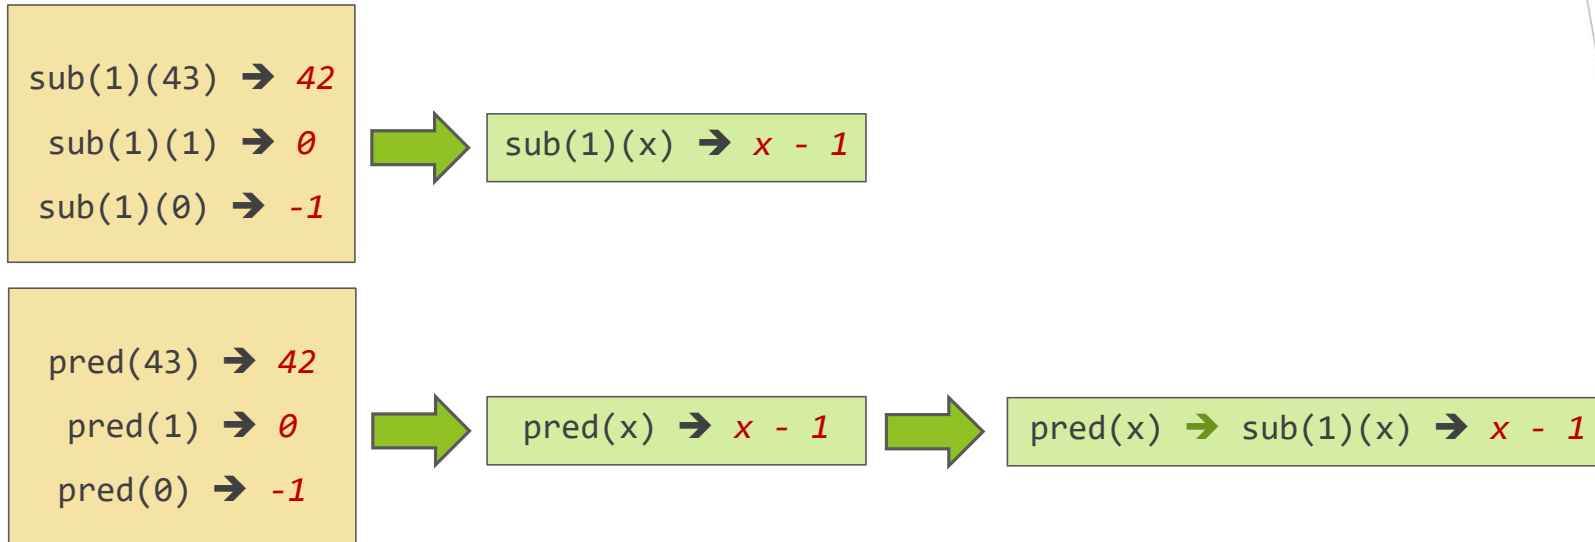 sub(1)(43) ➔ 42
sub(1)(1) ➔ 0
sub(1)(0) ➔ -1
sub(1)(x) ➔ x - 1
pred(43) ➔ 42
pred(1) ➔ 0
pred(0) ➔ -1
pred(x) ➔ x - 1
pred(x) ➔ sub(1)(x) ➔ x - 1